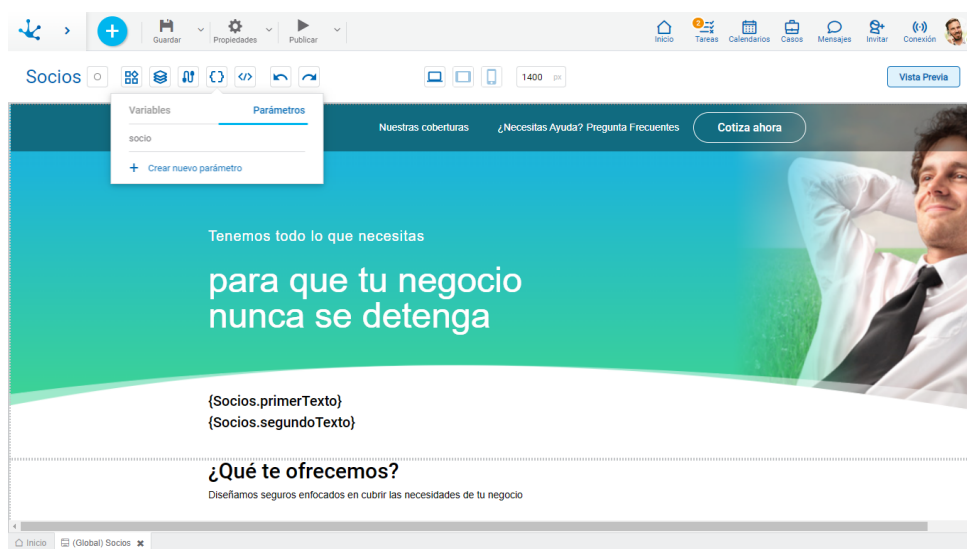 Guardar
Propiedades
Publicar
Inicio
2
Tareas
Calendarios
Casos
Mensajes
Invitar
Conexión
Socios
1400 px
Vista Previa
Variables
Parámetros
socio
+ Crear nuevo parámetro
Nuestras coberturas
¿Necesitas Ayuda? Pregunta Frecuentes
Cotiza ahora
Tenemos todo lo que necesitas
para que tu negocio
nunca se detenga
{Socios.primerTexto}
{Socios.segundoTexto}
¿Qué te ofrecemos?
Diseñamos seguros enfocados en cubrir las necesidades de tu negocio
Inicio
(Global) Socios